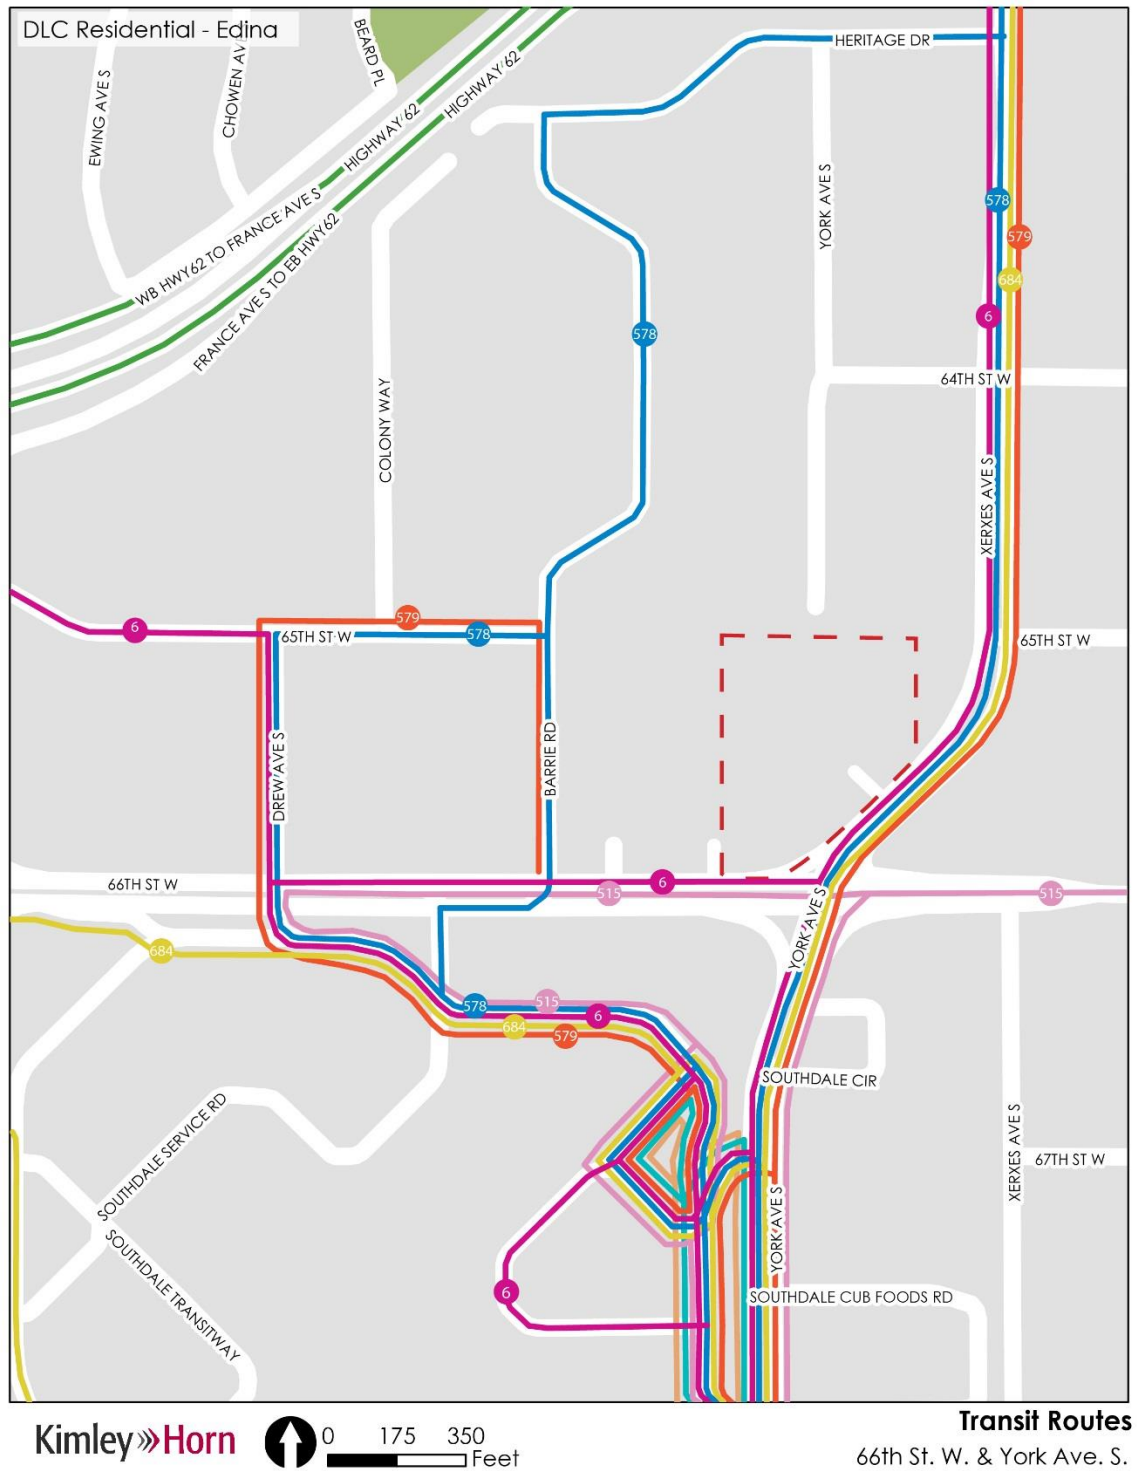 DLC Residential - Edina
BEARD PL
CHOWEN AVE
EWING AVE S
HIGHWAY 62
HIGHWAY 62
HERITAGE DR
WB HWY62 TO FRANCE AVE S
FRANCE AVE S TO EB HWY62
YORK AVE S
578
579
684
6
578
64TH ST W
COLONY WAY
XERXES AVE S
579
6
65TH ST W
578
65TH ST W
DREW AVE S
BARRIE RD
66TH ST W
6
515
515
YORK AVE S
684
578
515
6
684
579
SOUTHDALE CIR
SOUTHDALE SERVICE RD
XERXES AVE S
67TH ST W
YORK AVE S
SOUTHDALE TRANSITWAY
6
SOUTHDALE CUB FOODS RD
Kimley»Horn
0 175 350
Feet
Transit Routes
66th St. W. & York Ave. S.